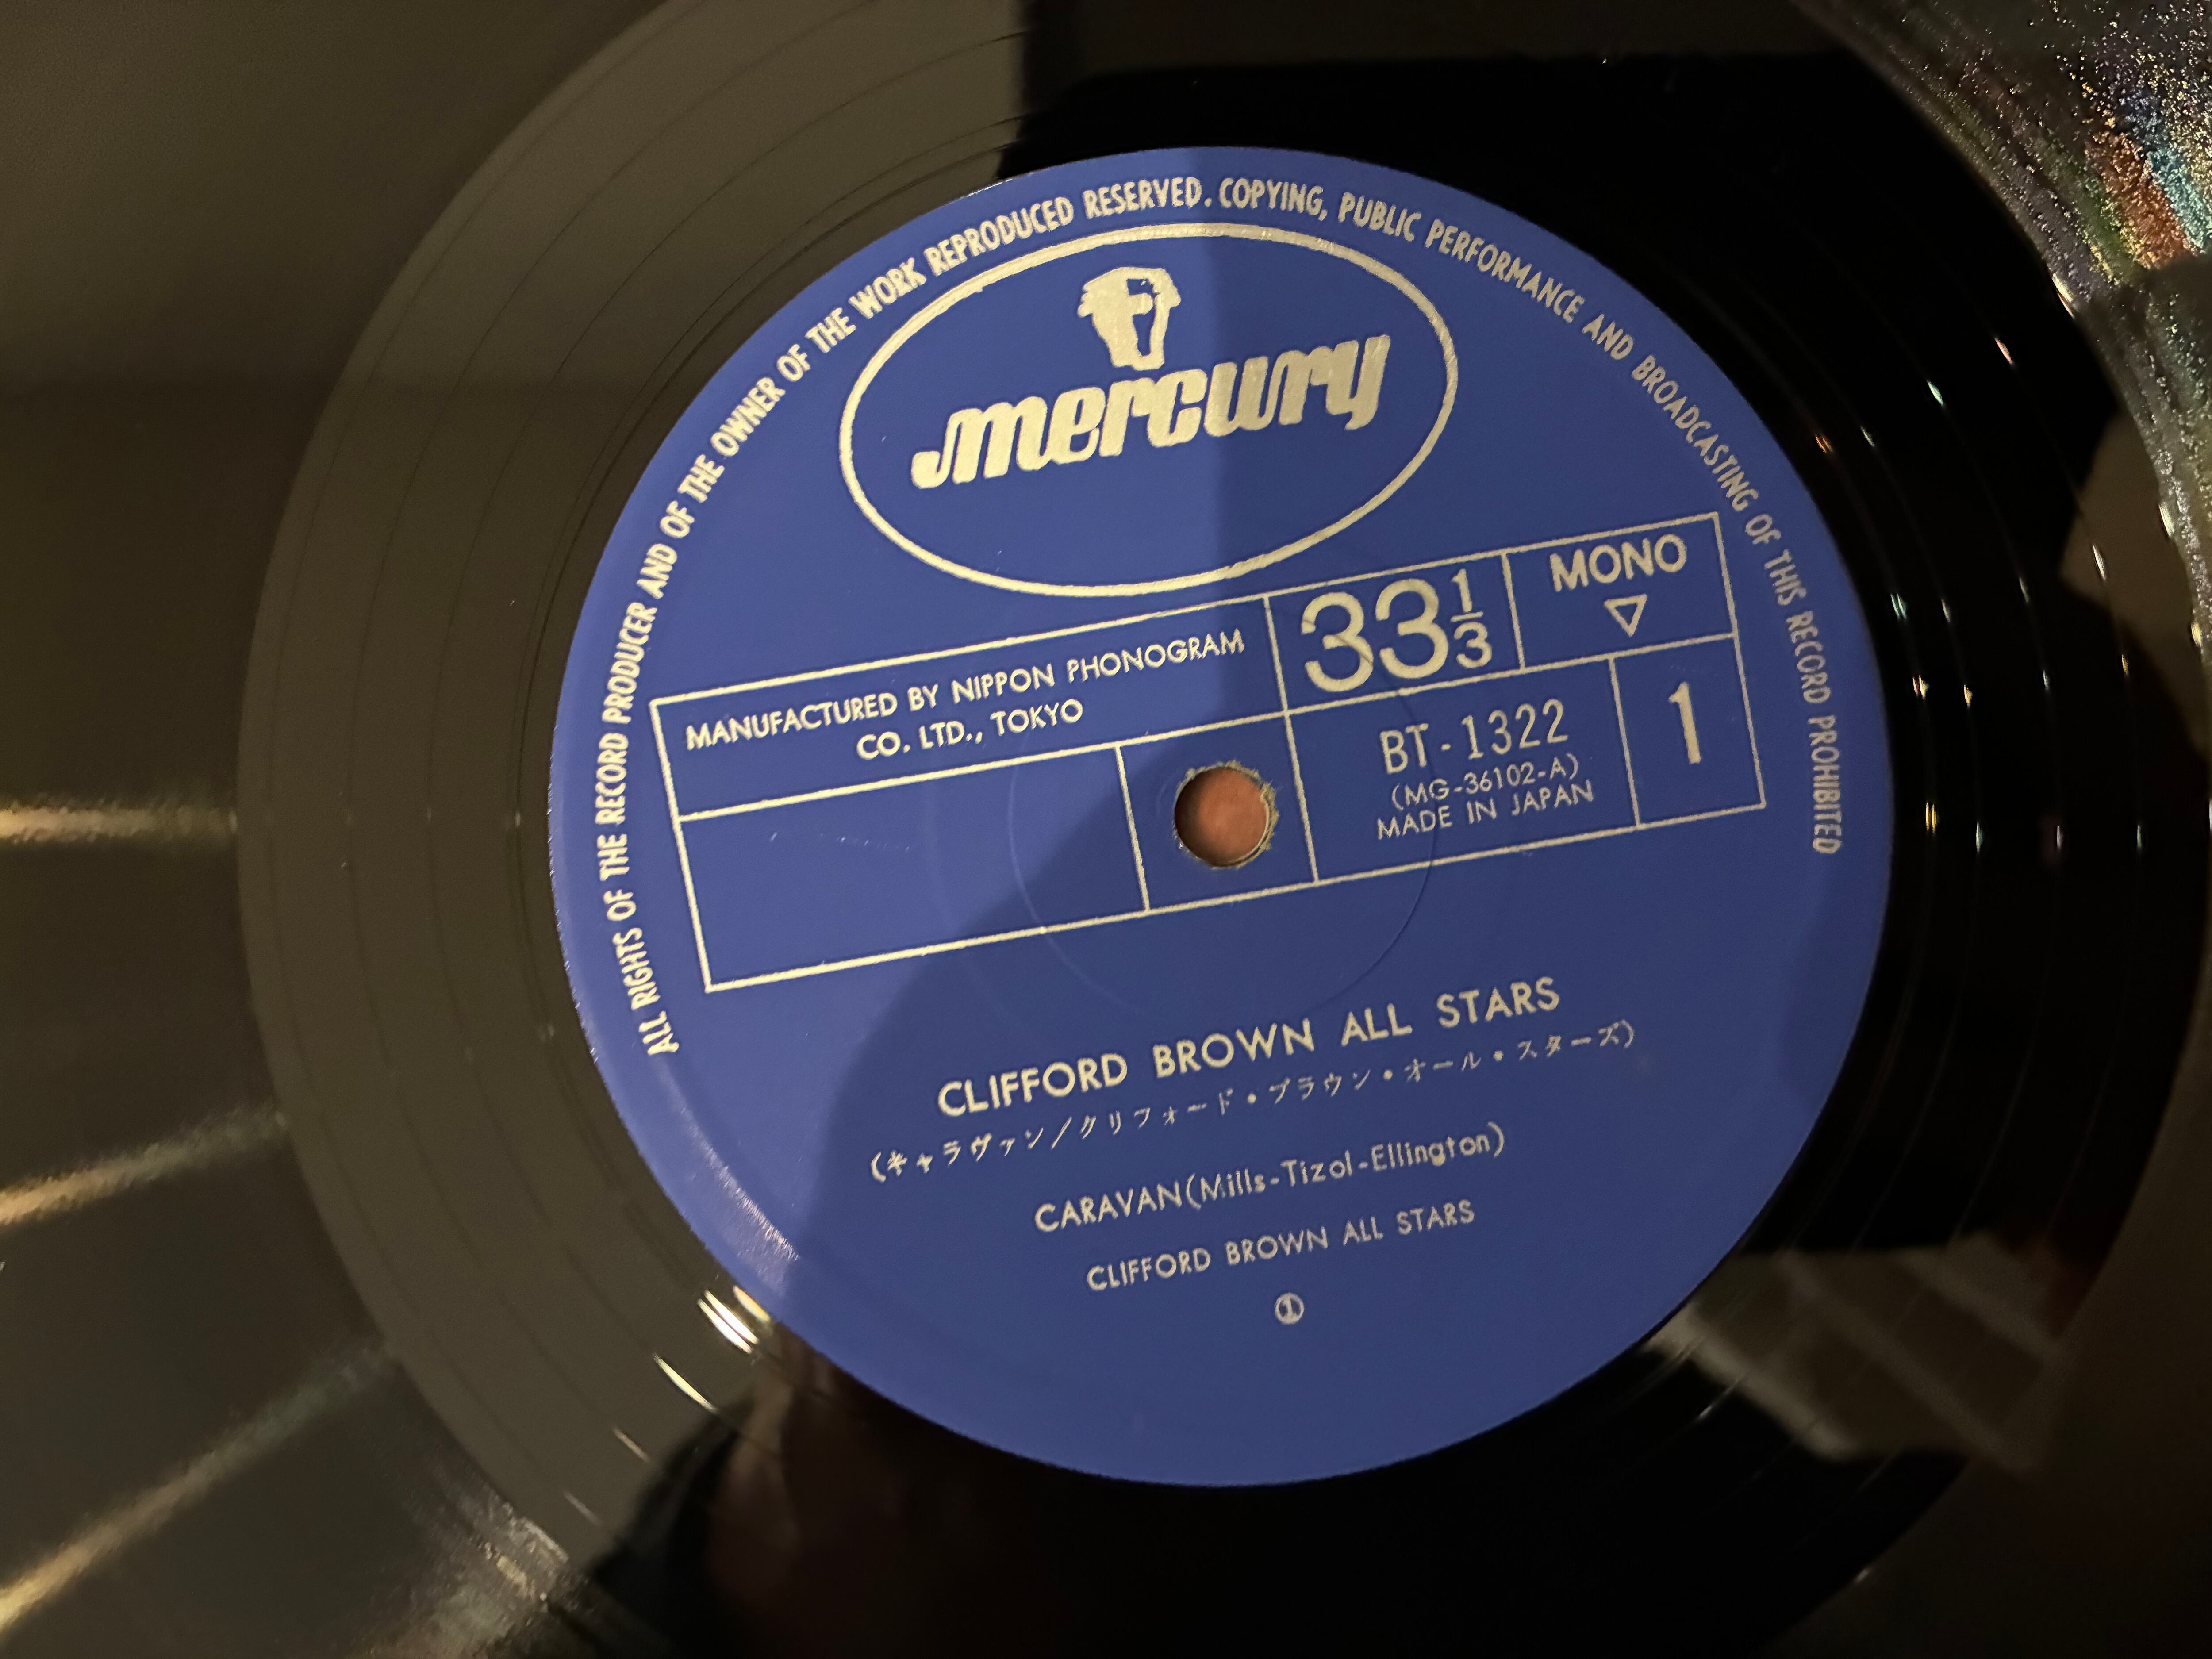 ALL RIGHTS OF THE RECORD PRODUCER AND OF THE OWNER OF THE WORK REPRODUCED RESERVED. COPYING, PUBLIC PERFORMANCE AND BROADCASTING OF THIS RECORD PROHIBITED
mercury
MANUFACTURED BY NIPPON PHONOGRAM
CO. LTD., TOKYO
33 1/3
MONO
▽
BT-1322
(MG-36102-A)
MADE IN JAPAN
1
CLIFFORD BROWN ALL STARS
(キャラヴァン/クリフォード・ブラウン・オール・スターズ)
CARAVAN(Mills-Tizol-Ellington)
CLIFFORD BROWN ALL STARS
①